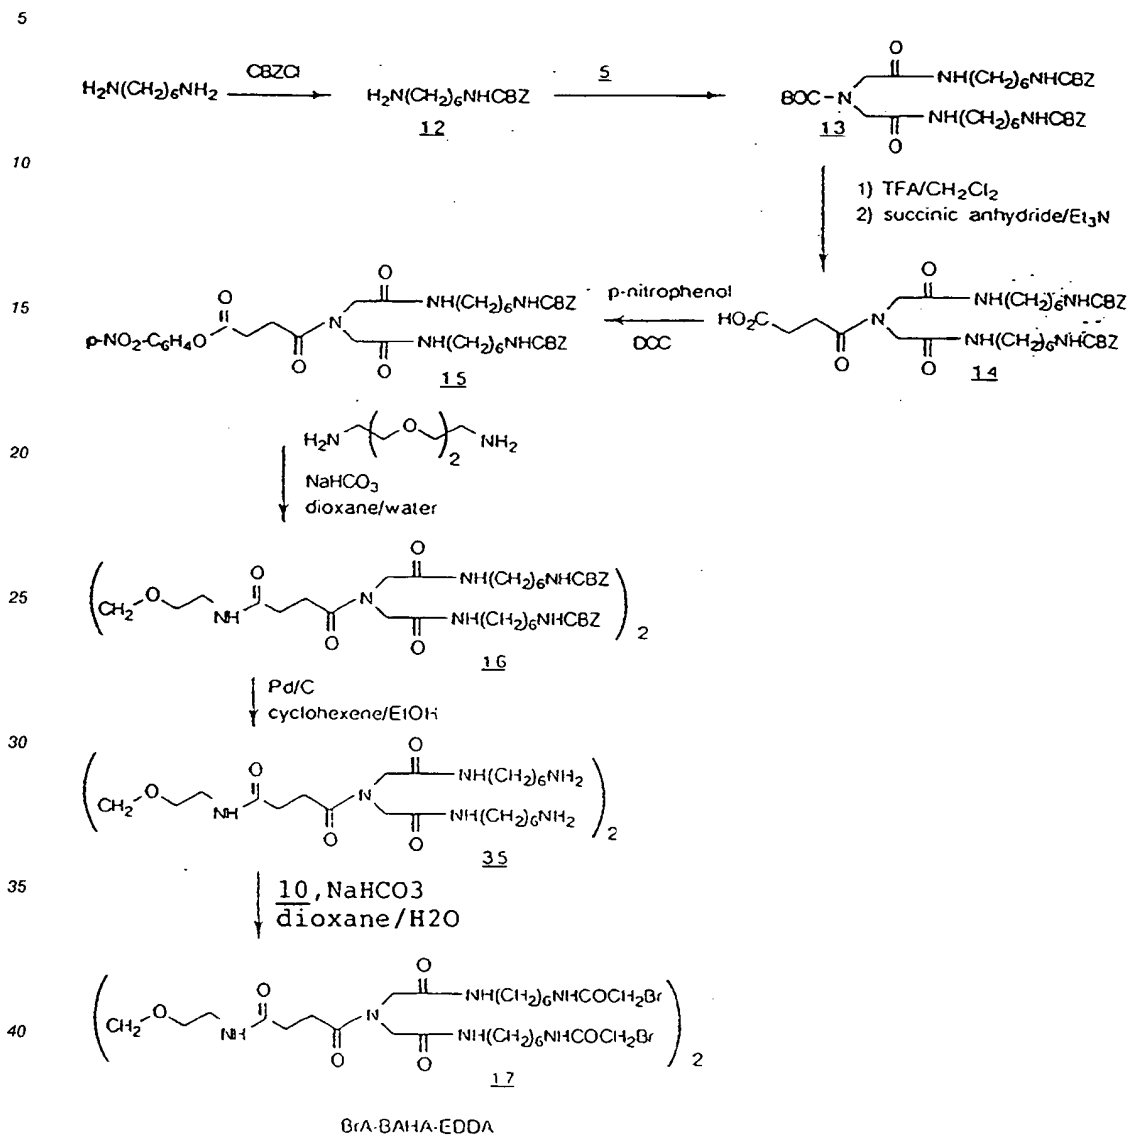 5
CBZCl
H2N(CH2)6NH2
H2N(CH2)6NHCBZ
12
5
O
NH(CH2)6NHCBZ
BOC-N
NH(CH2)6NHCBZ
13
O
10
1) TFA/CH2Cl2
2) succinic anhydride/Et3N
15
O
O
NH(CH2)6NHCBZ
p-NO2-C6H4O
N
O
NH(CH2)6NHCBZ
O
15
p-nitrophenol
DCC
O
NH(CH2)6NHCBZ
HO2C
N
NH(CH2)6NHCBZ
O
O
14
20
H2N(O)2NH2
NaHCO3
dioxane/water
25
O
O
NH(CH2)6NHCBZ
(CH2 O NH
N
NH(CH2)6NHCBZ)2
O
O
16
Pd/C
cyclohexene/EtOH
30
O
O
NH(CH2)6NH2
(CH2 O NH
N
NH(CH2)6NH2)2
O
O
35
35
10,NaHCO3
dioxane/H2O
O
O
NH(CH2)6NHCOCH2Br
(CH2 O NH
N
NH(CH2)6NHCOCH2Br)2
40
O
O
17
BrA-BAHA-EDDA